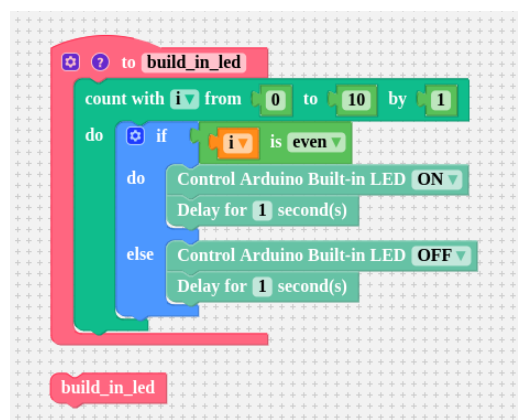 ? to build_in_led
count with i from 0 to 10 by 1
do if i is even
do Control Arduino Built-in LED ON
Delay for 1 second(s)
else Control Arduino Built-in LED OFF
Delay for 1 second(s)
build_in_led